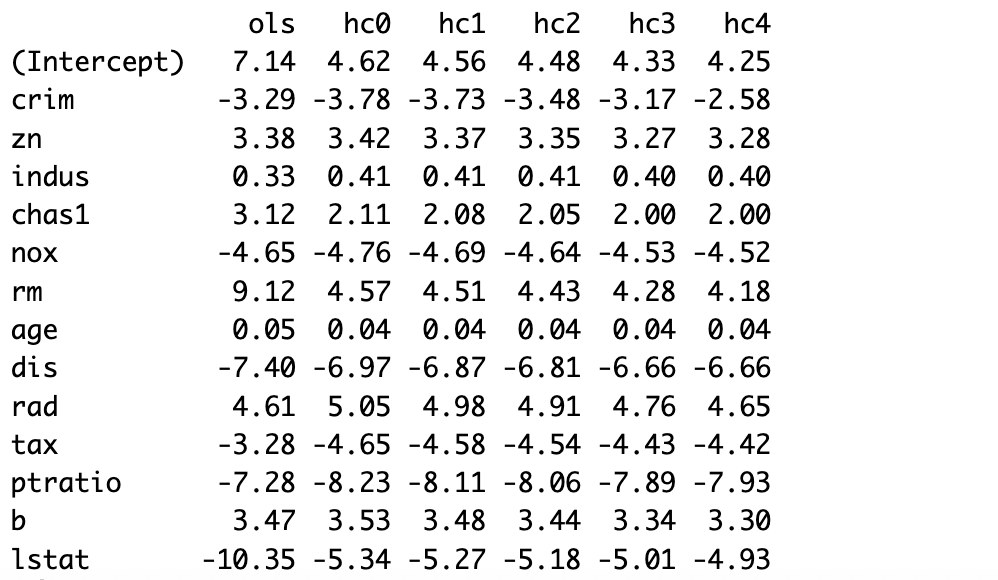 ols hc0 hc1 hc2 hc3 hc4
(Intercept) 7.14 4.62 4.56 4.48 4.33 4.25
crim -3.29 -3.78 -3.73 -3.48 -3.17 -2.58
zn 3.38 3.42 3.37 3.35 3.27 3.28
indus 0.33 0.41 0.41 0.41 0.40 0.40
chas1 3.12 2.11 2.08 2.05 2.00 2.00
nox -4.65 -4.76 -4.69 -4.64 -4.53 -4.52
rm 9.12 4.57 4.51 4.43 4.28 4.18
age 0.05 0.04 0.04 0.04 0.04 0.04
dis -7.40 -6.97 -6.87 -6.81 -6.66 -6.66
rad 4.61 5.05 4.98 4.91 4.76 4.65
tax -3.28 -4.65 -4.58 -4.54 -4.43 -4.42
ptratio -7.28 -8.23 -8.11 -8.06 -7.89 -7.93
b 3.47 3.53 3.48 3.44 3.34 3.30
lstat -10.35 -5.34 -5.27 -5.18 -5.01 -4.93